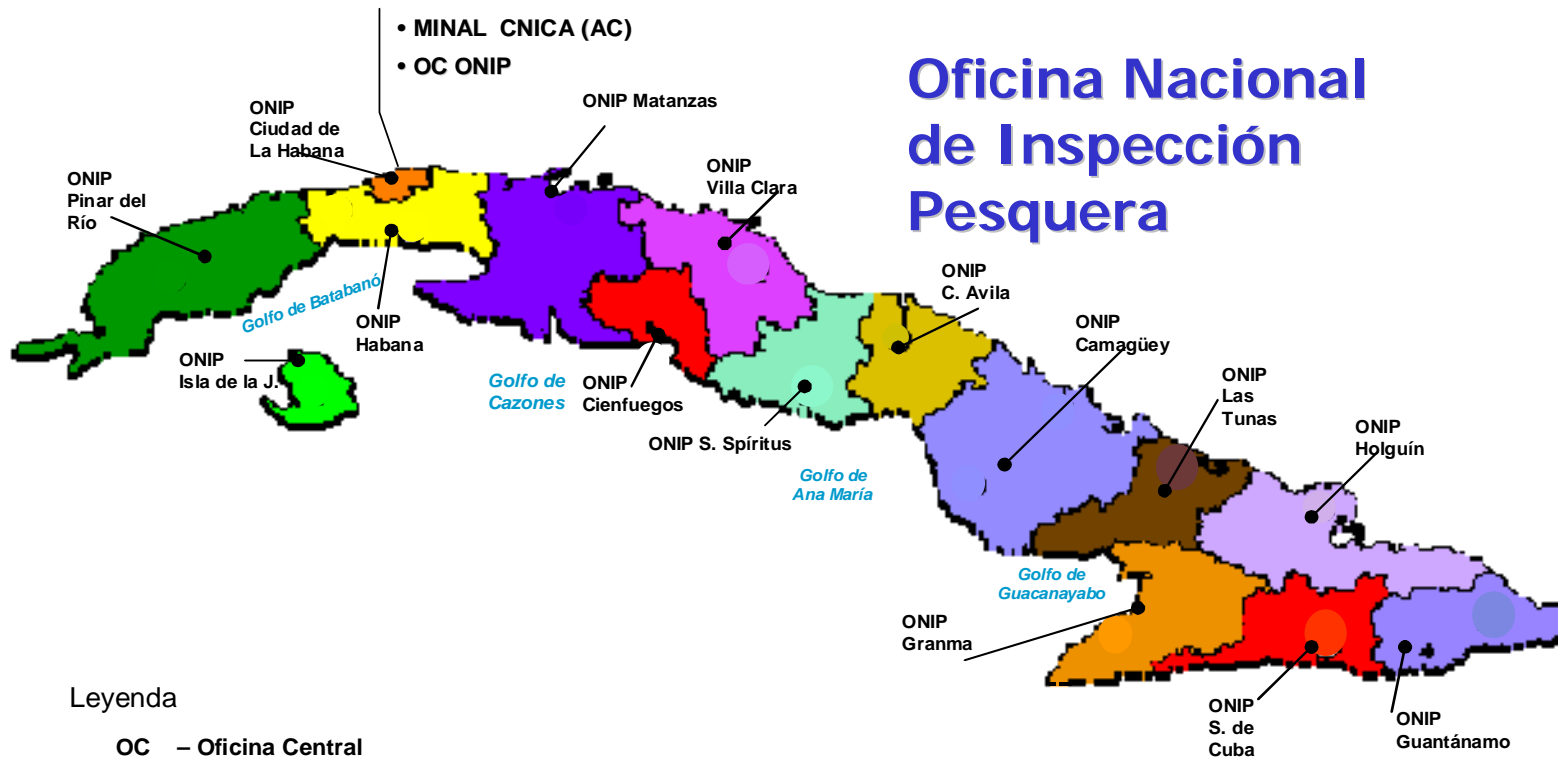 • MINAL CNICA (AC)
• OC ONIP
Oficina Nacional
de Inspección
Pesquera
ONIP
Ciudad de
La Habana
ONIP Matanzas
ONIP
Villa Clara
ONIP
Pinar del
Río
Golfo de Batabanó
ONIP
Habana
ONIP
Isla de la J.
Golfo de
Cazones
ONIP
Cienfuegos
ONIP S. Spíritus
ONIP
C. Avila
ONIP
Camagüey
ONIP
Las
Tunas
ONIP
Holguín
Golfo de
Ana María
Golfo de
Guacanayabo
ONIP
Granma
ONIP
S. de
Cuba
ONIP
Guantánamo
Leyenda
OC – Oficina Central